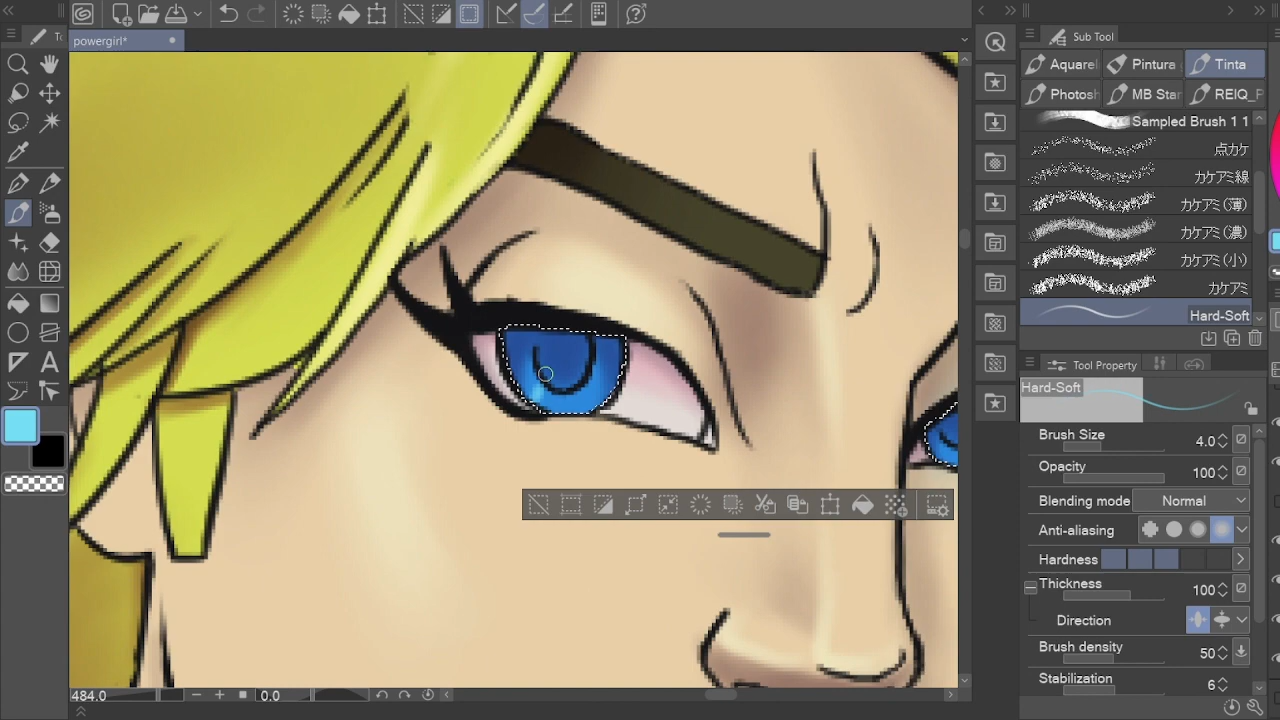 To
powergirl*
Sub Tool
Aquarel
Pintura
Tinta
Photosh
MB Star
REIQ_P
Sampled Brush 1 1
点カケ
カケアミ線
カケアミ(薄)
カケアミ(濃)
カケアミ(小)
カケアミ
Hard-Soft
Tool Property
Hard-Soft
Brush Size
4.0
Opacity
100
Blending mode
Normal
Anti-aliasing
Hardness
Thickness
100
Direction
Brush density
50
Stabilization
6
484.0
0.0